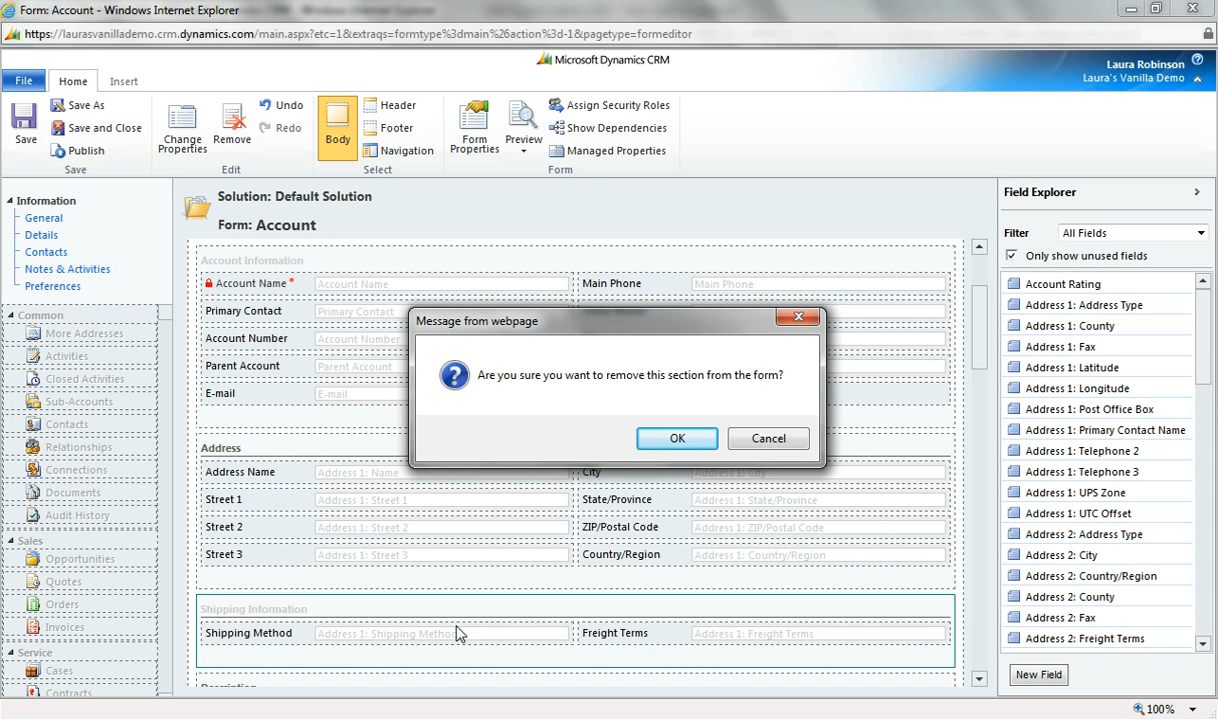 Form: Account - Windows Internet Explorer
https://laurasvanillademo.crm.dynamics.com/main.aspx?etc=1&extraqs=formtype%3dmain%26action%3d-1&pagetype=formeditor
Microsoft Dynamics CRM
Laura Robinson
Laura's Vanilla Demo
File Home Insert
Save
Save As
Save and Close
Publish
Save
Change Properties
Remove
Undo
Redo
Edit
Body
Header
Footer
Navigation
Select
Form Properties
Preview
Assign Security Roles
Show Dependencies
Managed Properties
Form
Information
General
Details
Contacts
Notes & Activities
Preferences
Common
More Addresses
Activities
Closed Activities
Sub-Accounts
Contacts
Relationships
Connections
Documents
Audit History
Sales
Opportunities
Quotes
Orders
Invoices
Service
Cases
Contracts
Solution: Default Solution
Form: Account
Account Information
Account Name * Account Name Main Phone Main Phone
Primary Contact Primary Contact
Account Number Account Number
Parent Account Parent Account
E-mail E-mail
Message from webpage
Are you sure you want to remove this section from the form?
OK Cancel
Address
Address Name Address 1: Name City Address 1: City
Street 1 Address 1: Street 1 State/Province Address 1: State/Province
Street 2 Address 1: Street 2 ZIP/Postal Code Address 1: ZIP/Postal Code
Street 3 Address 1: Street 3 Country/Region Address 1: Country/Region
Shipping Information
Shipping Method Address 1: Shipping Method Freight Terms Address 1: Freight Terms
Description
Field Explorer
Filter All Fields
Only show unused fields
Account Rating
Address 1: Address Type
Address 1: County
Address 1: Fax
Address 1: Latitude
Address 1: Longitude
Address 1: Post Office Box
Address 1: Primary Contact Name
Address 1: Telephone 2
Address 1: Telephone 3
Address 1: UPS Zone
Address 1: UTC Offset
Address 2: Address Type
Address 2: City
Address 2: Country/Region
Address 2: County
Address 2: Fax
Address 2: Freight Terms
New Field
100%